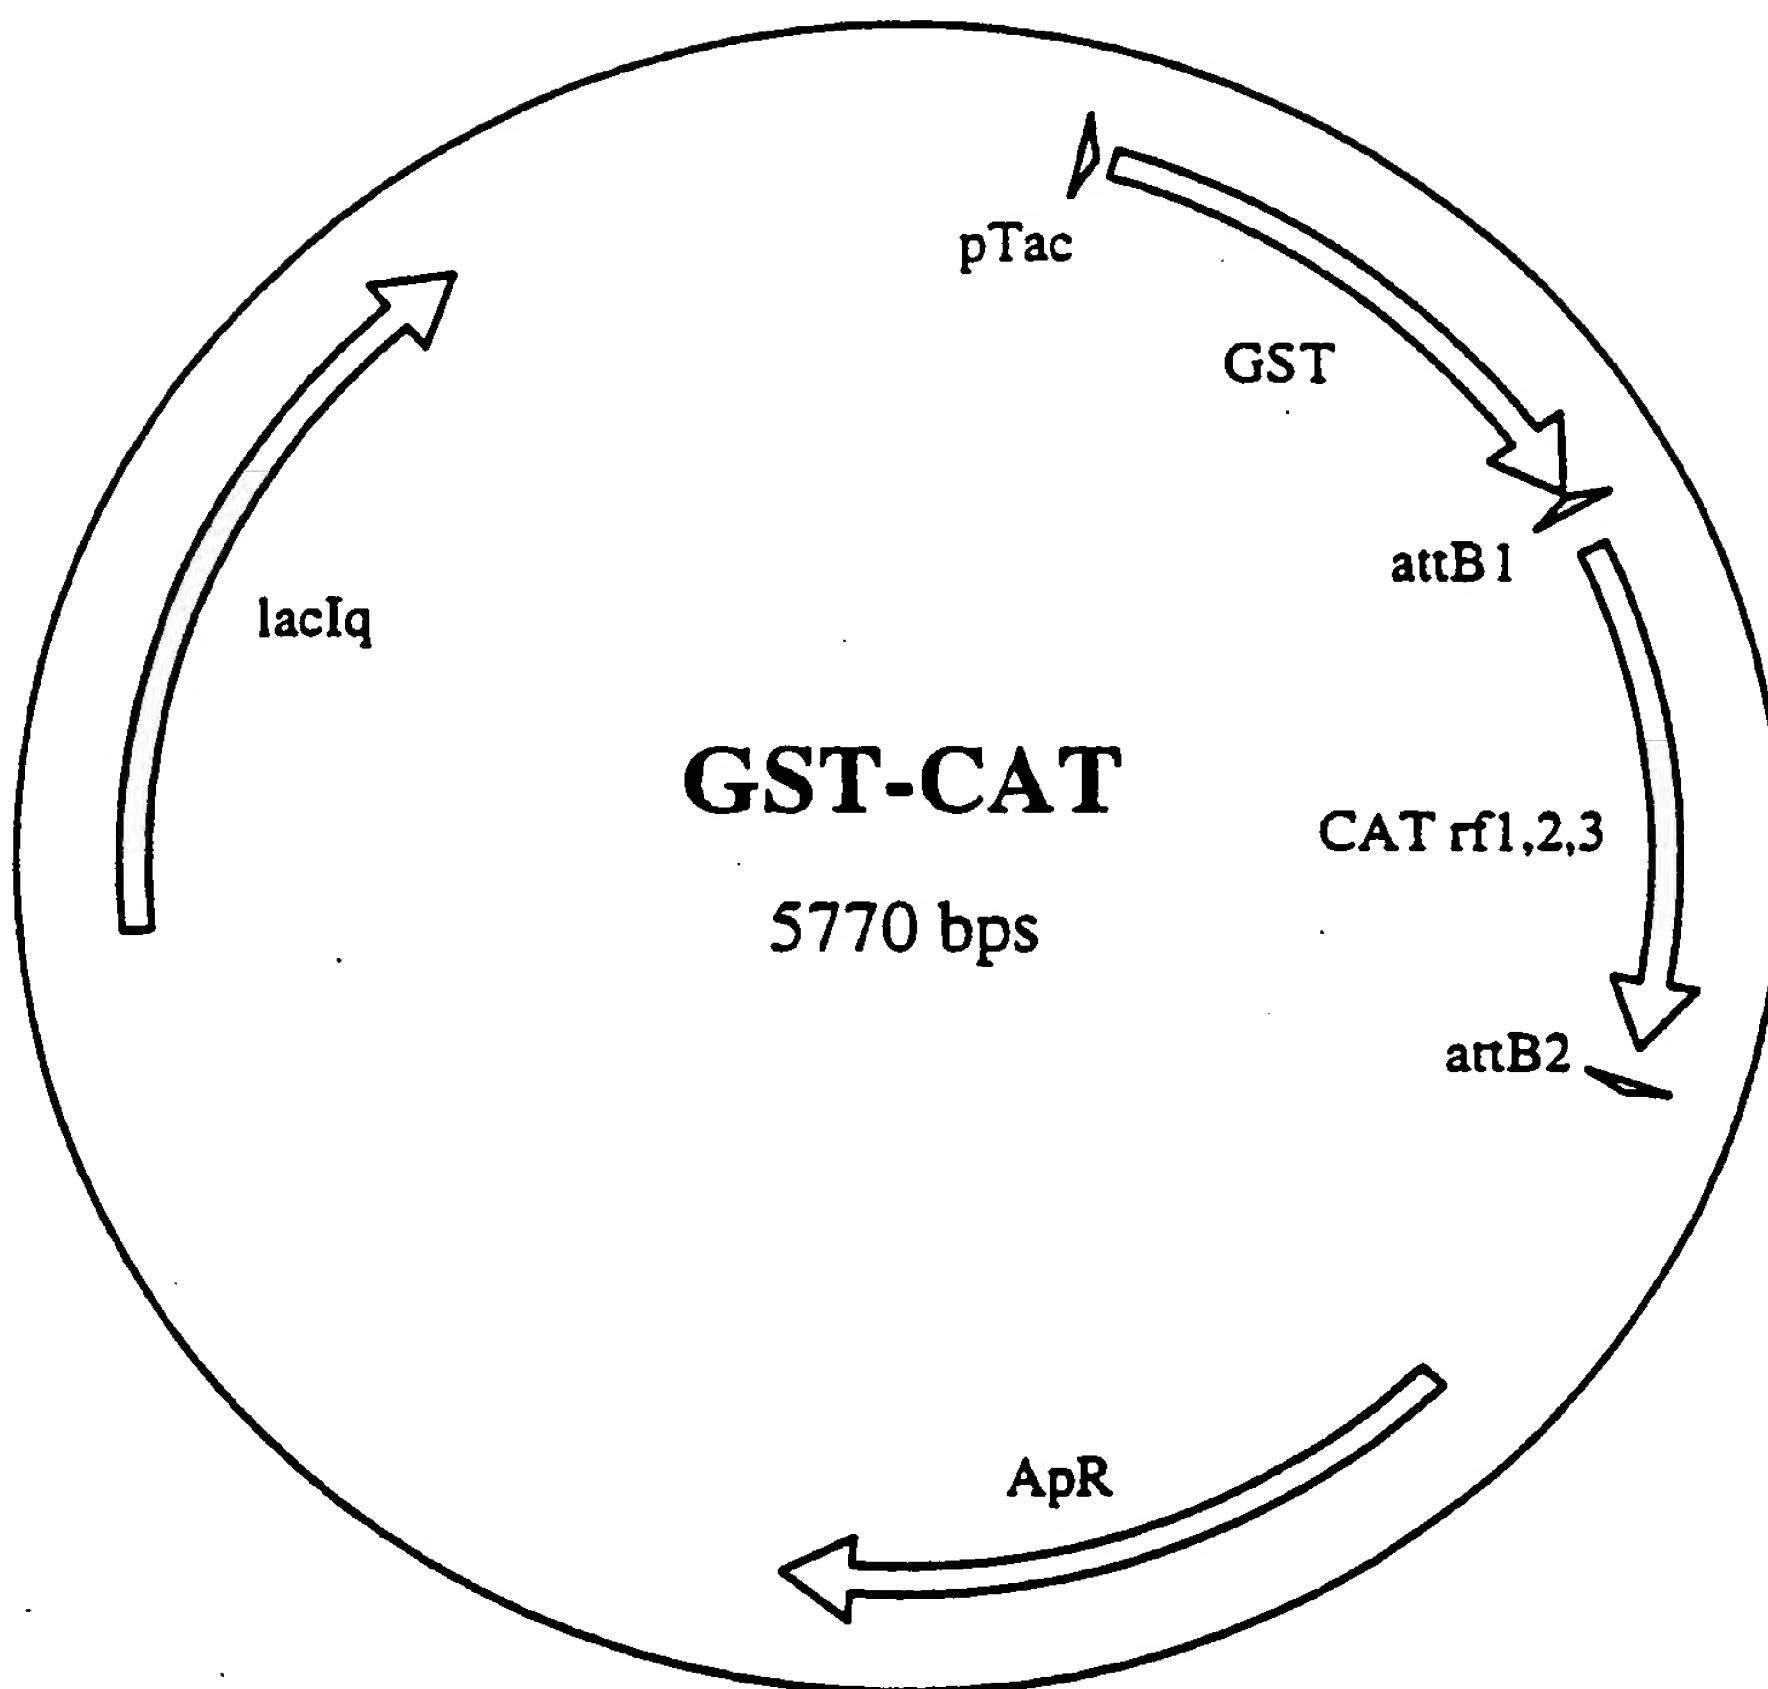 pTac
GST
attB1
lacIq
GST-CAT
CAT rf1,2,3
5770 bps
attB2
ApR